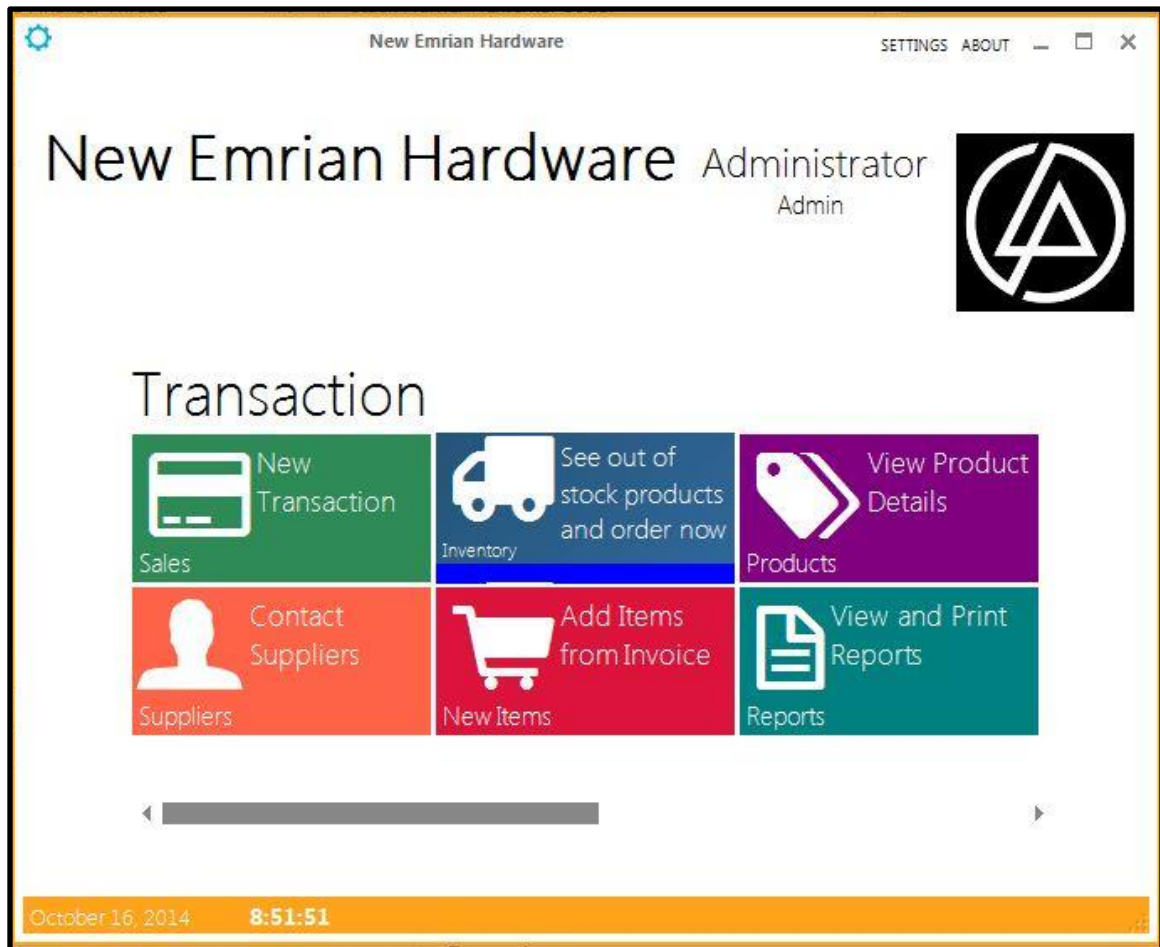 New Emrian Hardware
SETTINGS ABOUT
New Emrian Hardware
Administrator
Admin
Transaction
New
Transaction
Sales
See out of
stock products
and order now
Inventory
View Product
Details
Products
Contact
Suppliers
Suppliers
Add Items
from Invoice
New Items
View and Print
Reports
Reports
October 16, 2014 8:51:51